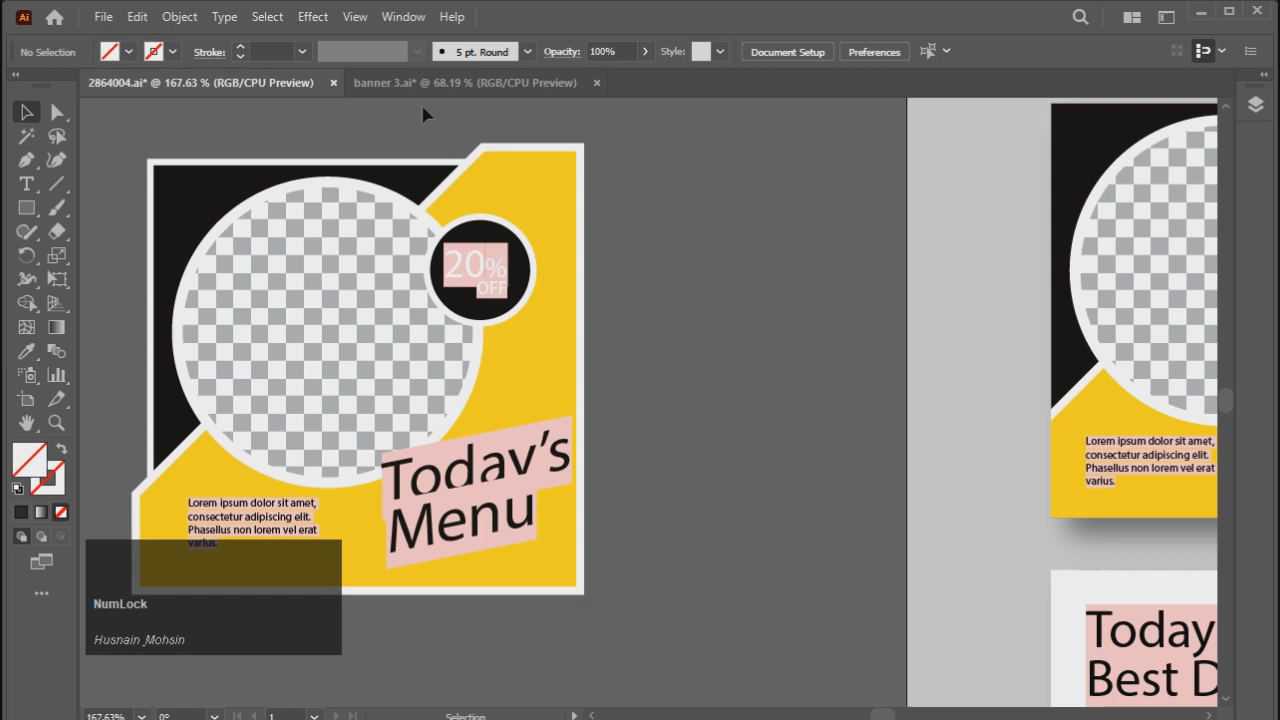 Ai File Edit Object Type Select Effect View Window Help
No Selection Stroke: 5 pt. Round Opacity: 100% Style: Document Setup Preferences
2864004.ai* @ 167.63 % (RGB/CPU Preview) × banner 3.ai* @ 68.19 % (RGB/CPU Preview) ×
20%
OFF
Today's
Menu
Lorem ipsum dolor sit amet,
consectetur adipiscing elit.
Phasellus non lorem vel erat
varius.
Lorem ipsum dolor sit amet,
consectetur adipiscing elit.
Phasellus non lorem vel erat
varius.
NumLock
Husnain_Mohsin
Today
Best D
167.63% 0° 1 Selection